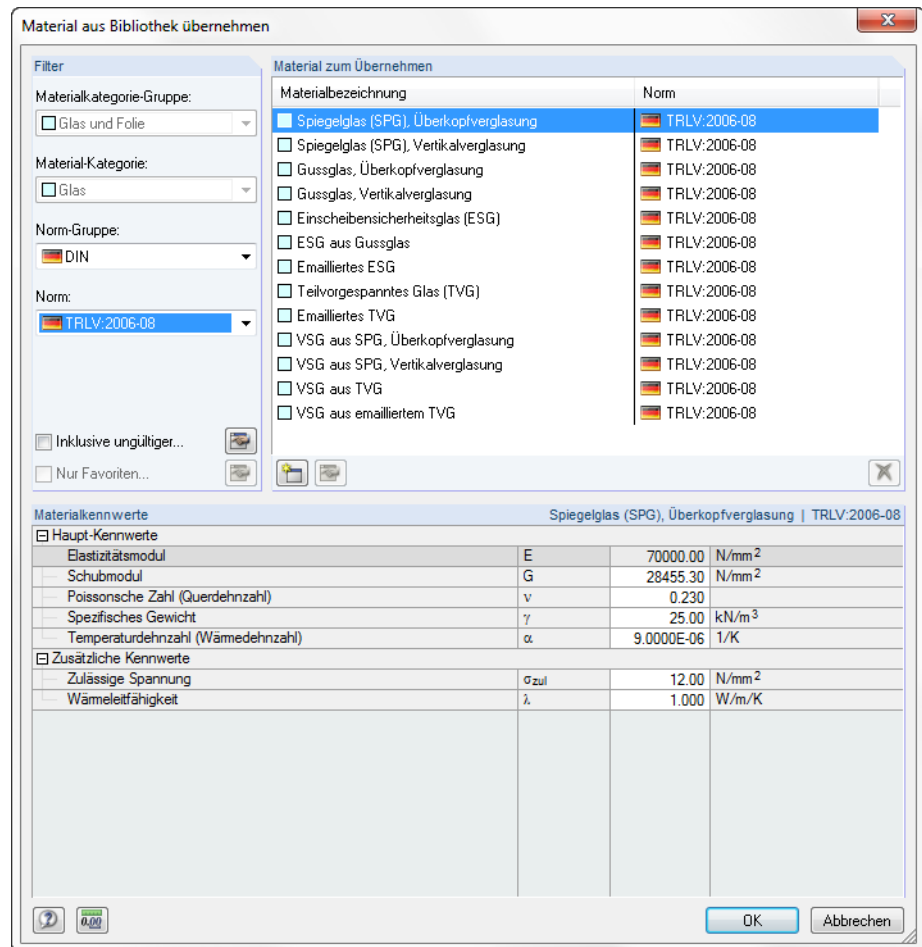 Material aus Bibliothek übernehmen
Filter
Materialkategorie-Gruppe:
Glas und Folie
Material-Kategorie:
Glas
Norm-Gruppe:
DIN
Norm:
TRLV:2006-08
Inklusive ungültiger...
Nur Favoriten...
Material zum Übernehmen
Materialbezeichnung Norm
Spiegelglas (SPG), Überkopfverglasung TRLV:2006-08
Spiegelglas (SPG), Vertikalverglasung TRLV:2006-08
Gussglas, Überkopfverglasung TRLV:2006-08
Gussglas, Vertikalverglasung TRLV:2006-08
Einscheibensicherheitsglas (ESG) TRLV:2006-08
ESG aus Gussglas TRLV:2006-08
Emailliertes ESG TRLV:2006-08
Teilvorgespanntes Glas (TVG) TRLV:2006-08
Emailliertes TVG TRLV:2006-08
VSG aus SPG, Überkopfverglasung TRLV:2006-08
VSG aus SPG, Vertikalverglasung TRLV:2006-08
VSG aus TVG TRLV:2006-08
VSG aus emailliertem TVG TRLV:2006-08
Materialkennwerte Spiegelglas (SPG), Überkopfverglasung | TRLV:2006-08
Haupt-Kennwerte
Elastizitätsmodul E 70000.00 N/mm²
Schubmodul G 28455.30 N/mm²
Poissonsche Zahl (Querdehnzahl) ν 0.230
Spezifisches Gewicht γ 25.00 kN/m³
Temperaturdehnzahl (Wärmedehnzahl) α 9.0000E-06 1/K
Zusätzliche Kennwerte
Zulässige Spannung σzul 12.00 N/mm²
Wärmeleitfähigkeit λ 1.000 W/m/K
0.00
OK Abbrechen